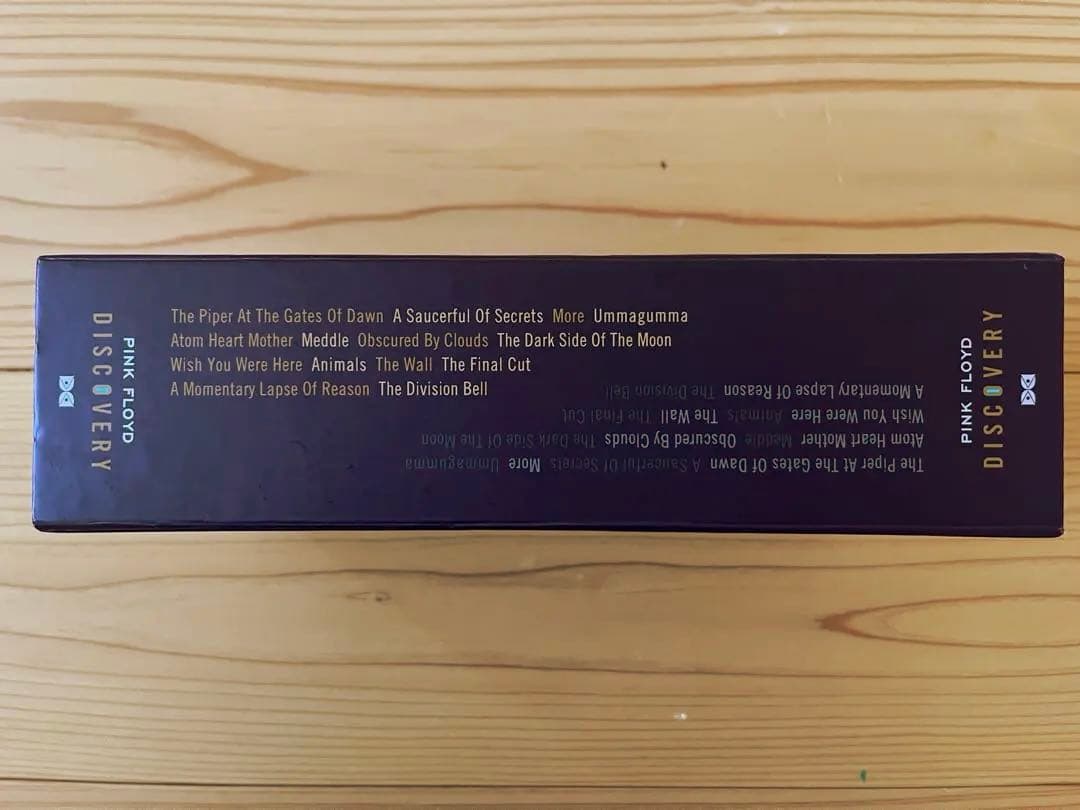 PINK FLOYD
DISCOVERY
The Piper At The Gates Of Dawn A Saucerful Of Secrets More Ummagumma
Atom Heart Mother Meddle Obscured By Clouds The Dark Side Of The Moon
Wish You Were Here Animals The Wall The Final Cut
A Momentary Lapse Of Reason The Division Bell
The Piper At The Gates Of Dawn A Saucerful Of Secrets More Ummagumma
Atom Heart Mother Meddle Obscured By Clouds The Dark Side Of The Moon
Wish You Were Here Animals The Wall The Final Cut
A Momentary Lapse Of Reason The Division Bell
PINK FLOYD
DISCOVERY